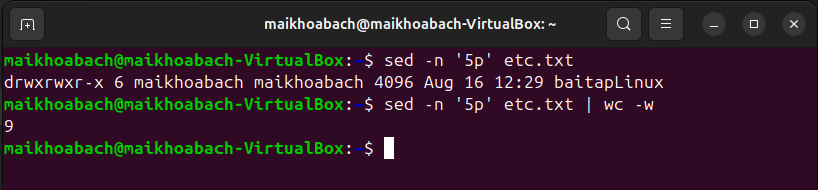 maikhoabach@maikhoabach-VirtualBox: ~
maikhoabach@maikhoabach-VirtualBox:~$ sed -n '5p' etc.txt
drwxrwxr-x 6 maikhoabach maikhoabach 4096 Aug 16 12:29 baitapLinux
maikhoabach@maikhoabach-VirtualBox:~$ sed -n '5p' etc.txt | wc -w
9
maikhoabach@maikhoabach-VirtualBox:~$